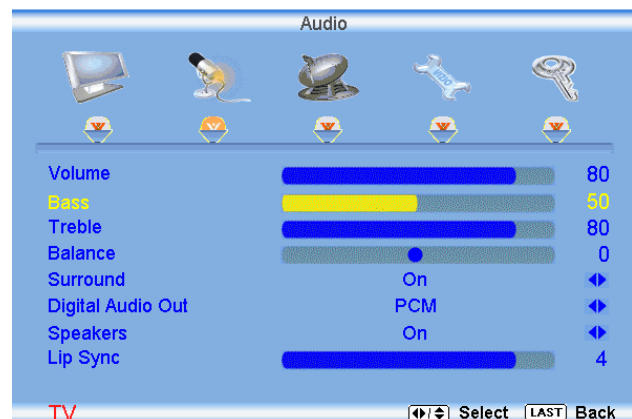 Audio
Volume 80
Bass 50
Treble 80
Balance 0
Surround On
Digital Audio Out PCM
Speakers On
Lip Sync 4
TV Select LAST Back